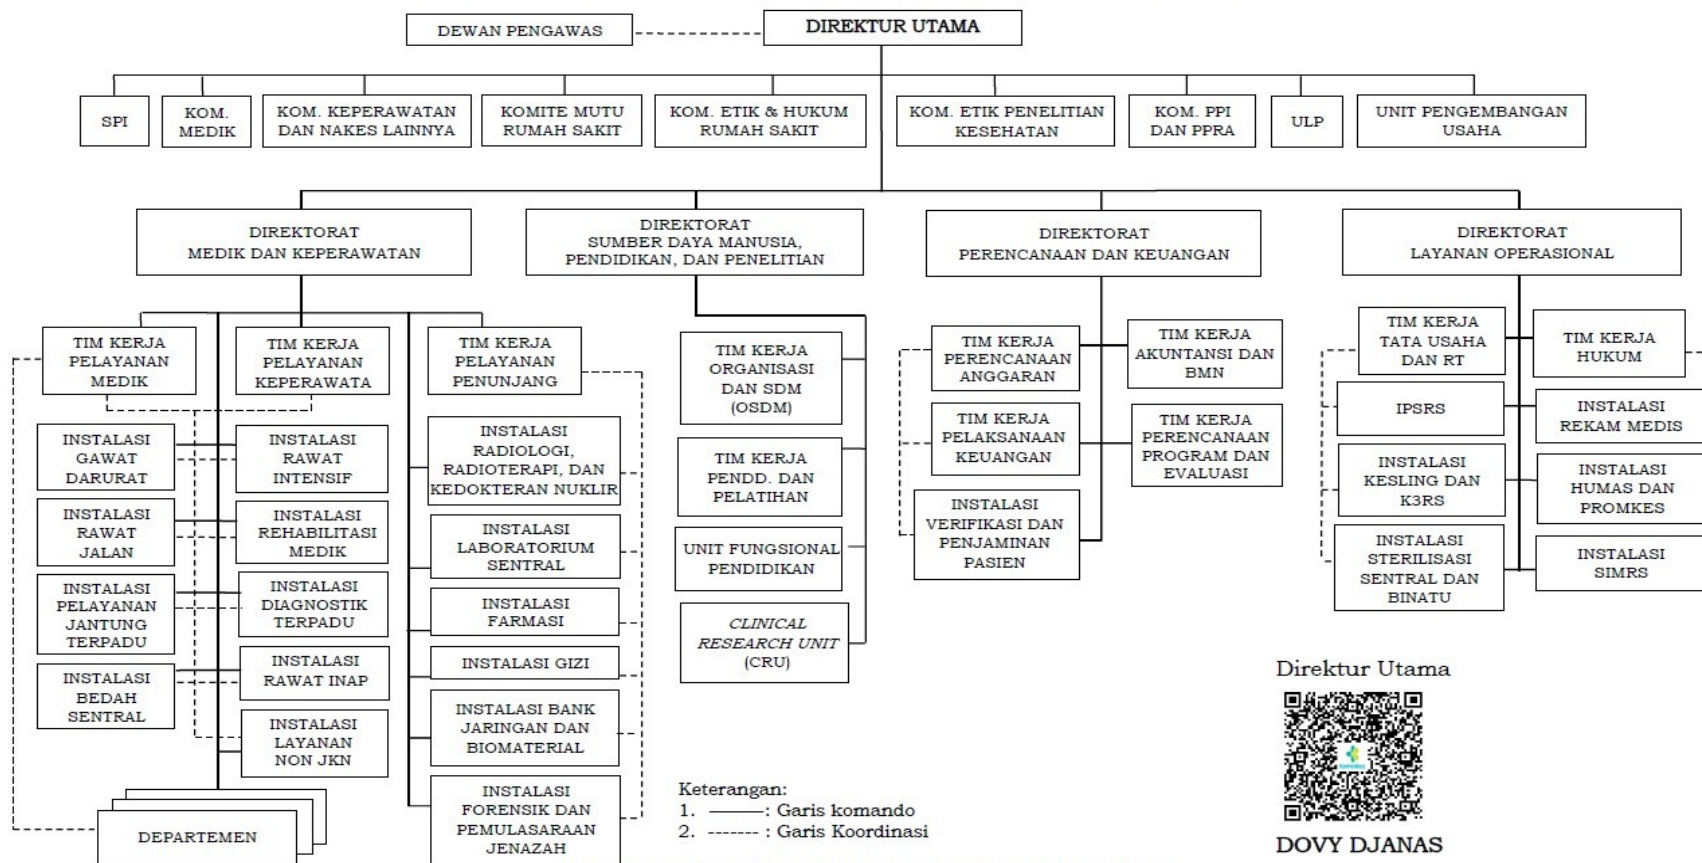 DEWAN PENGAWAS
DIREKTUR UTAMA
SPI
KOM.
MEDIK
KOM. KEPERAWATAN
DAN NAKES LAINNYA
KOMITE MUTU
RUMAH SAKIT
KOM. ETIK & HUKUM
RUMAH SAKIT
KOM. ETIK PENELITIAN
KESEHATAN
KOM. PPI
DAN PPRA
ULP
UNIT PENGEMBANGAN
USAHA
DIREKTORAT
MEDIK DAN KEPERAWATAN
DIREKTORAT
SUMBER DAYA MANUSIA,
PENDIDIKAN, DAN PENELITIAN
DIREKTORAT
PERENCANAAN DAN KEUANGAN
DIREKTORAT
LAYANAN OPERASIONAL
TIM KERJA
PELAYANAN
MEDIK
TIM KERJA
PELAYANAN
KEPERAWATA
TIM KERJA
PELAYANAN
PENUNJANG
INSTALASI
GAWAT
DARURAT
INSTALASI
RAWAT
INTENSIF
INSTALASI
RAWAT
JALAN
INSTALASI
REHABILITASI
MEDIK
INSTALASI
PELAYANAN
JANTUNG
TERPADU
INSTALASI
DIAGNOSTIK
TERPADU
INSTALASI
BEDAH
SENTRAL
INSTALASI
RAWAT INAP
INSTALASI
LAYANAN
NON JKN
DEPARTEMEN
INSTALASI
RADIOLOGI,
RADIOTERAPI, DAN
KEDOKTERAN NUKLIR
INSTALASI
LABORATORIUM
SENTRAL
INSTALASI
FARMASI
INSTALASI GIZI
INSTALASI BANK
JARINGAN DAN
BIOMATERIAL
INSTALASI
FORENSIK DAN
PEMULASARAAN
JENAZAH
TIM KERJA
ORGANISASI
DAN SDM
(OSDM)
TIM KERJA
PENDD. DAN
PELATIHAN
UNIT FUNGSIONAL
PENDIDIKAN
CLINICAL
RESEARCH UNIT
(CRU)
TIM KERJA
PERENCANAAN
ANGGARAN
TIM KERJA
AKUNTANSI DAN
BMN
TIM KERJA
PELAKSANAAN
KEUANGAN
TIM KERJA
PERENCANAAN
PROGRAM DAN
EVALUASI
INSTALASI
VERIFIKASI DAN
PENJAMINAN
PASIEN
TIM KERJA
TATA USAHA
DAN RT
TIM KERJA
HUKUM
IPSRS
INSTALASI
REKAM MEDIS
INSTALASI
KESLING DAN
K3RS
INSTALASI
HUMAS DAN
PROMKES
INSTALASI
STERILISASI
SENTRAL DAN
BINATU
INSTALASI
SIMRS
Keterangan:
1. ———: Garis komando
2. ------- : Garis Koordinasi
Direktur Utama
DOVY DJANAS